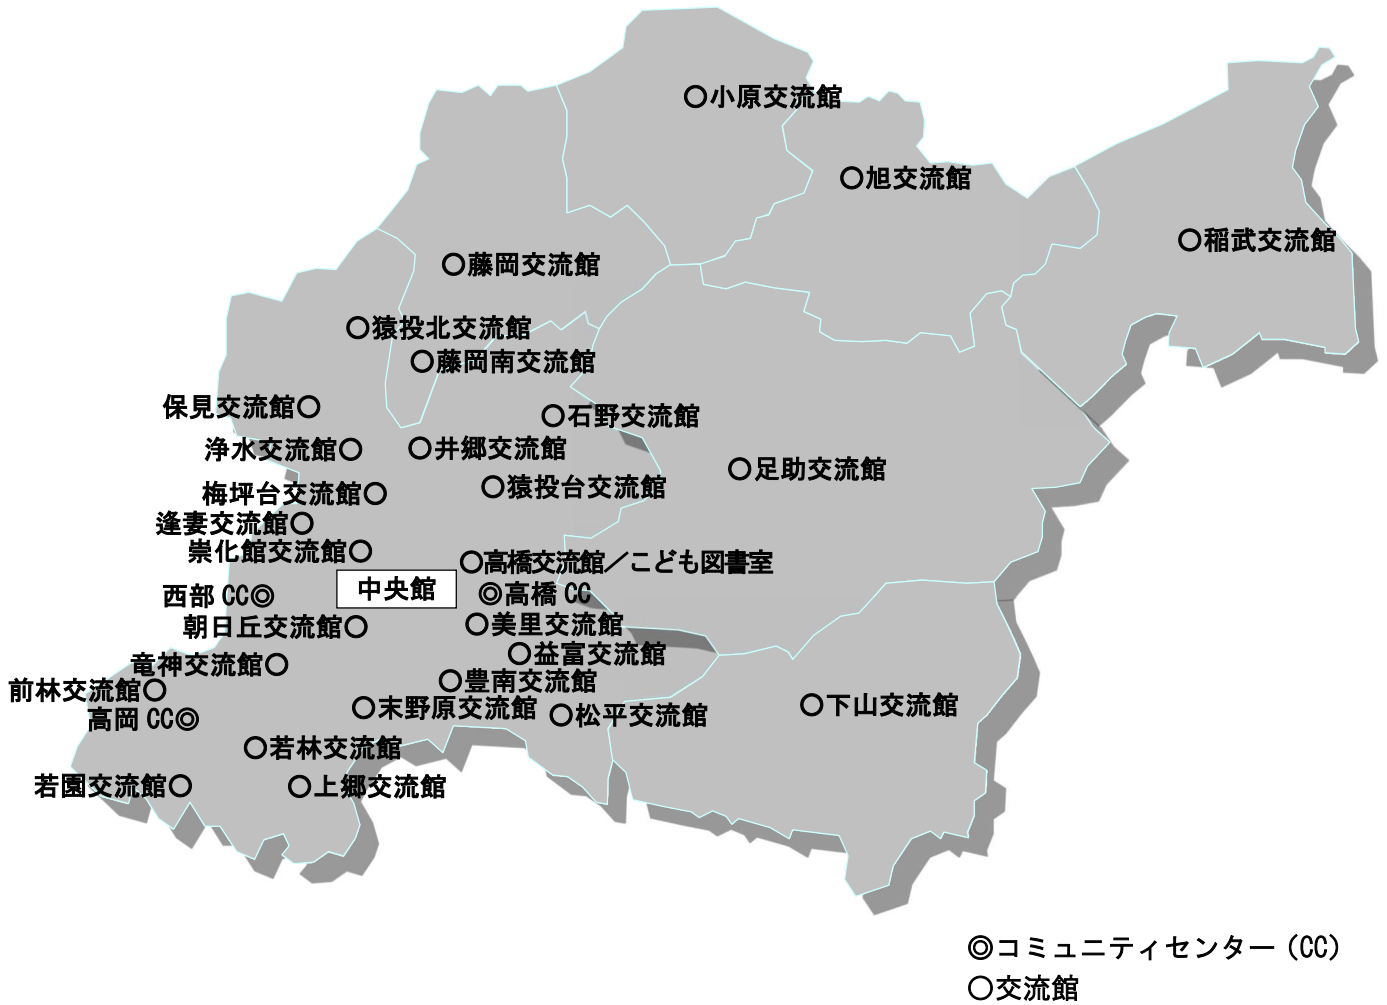 ○小原交流館
○旭交流館
○稲武交流館
○藤岡交流館
○猿投北交流館
○藤岡南交流館
保見交流館○
○石野交流館
浄水交流館○
○井郷交流館
○足助交流館
梅坪台交流館○
○猿投台交流館
逢妻交流館○
崇化館交流館○
○高橋交流館／こども図書室
中央館
西部 CC◎
◎高橋 CC
朝日丘交流館○
○美里交流館
○益富交流館
竜神交流館○
○豊南交流館
前林交流館○
○末野原交流館
○松平交流館
○下山交流館
高岡 CC◎
○若林交流館
若園交流館○
○上郷交流館
◎コミュニティセンター（CC）
○交流館